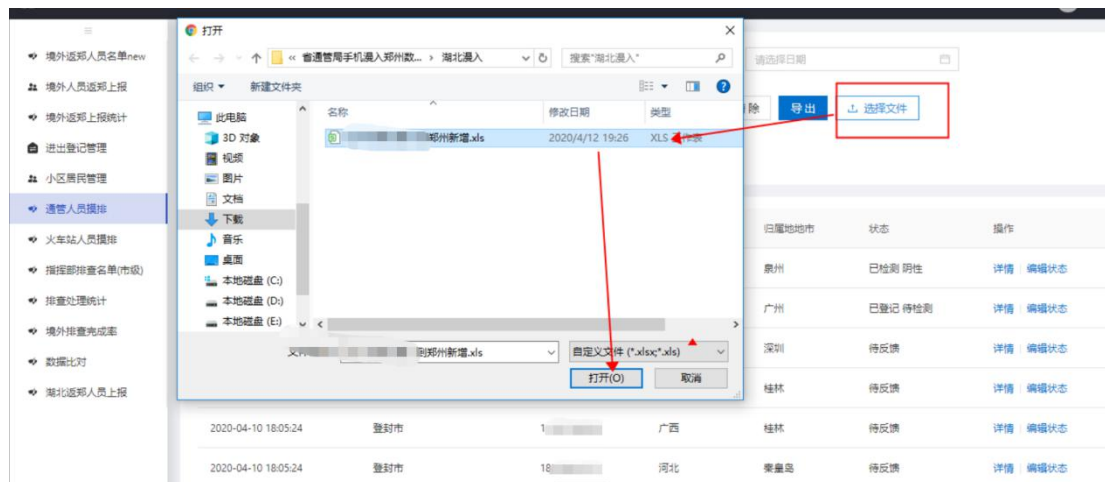 打开
境外返郑人员名单new
境外人员返郑上报
境外返郑上报统计
进出登记管理
小区居民管理
通管人员摸排
火车站人员摸排
指挥部排查名单(市级)
排查处理统计
境外排查完成率
数据比对
湖北返郑人员上报
« 省通管局手机漫入郑州数... › 湖北漫入
搜索"湖北漫入"
组织 新建文件夹
名称 修改日期 类型
郑州新增.xls 2020/4/12 19:26 XLS
此电脑
3D 对象
视频
图片
文档
下载
音乐
桌面
本地磁盘 (C:)
本地磁盘 (D:)
本地磁盘 (E:)
郑州新增.xls 自定义文件 (*.xlsx;*.xls)
打开(O) 取消
请选择日期
除 导出 选择文件
归属地地市 状态 操作
泉州 已检测 阴性 详情 编辑状态
广州 已登记 待检测 详情 编辑状态
深圳 待反馈 详情 编辑状态
桂林 待反馈 详情 编辑状态
2020-04-10 18:05:24 登封市 1 广西 桂林 待反馈 详情 编辑状态
2020-04-10 18:05:24 登封市 18 河北 秦皇岛 待反馈 详情 编辑状态